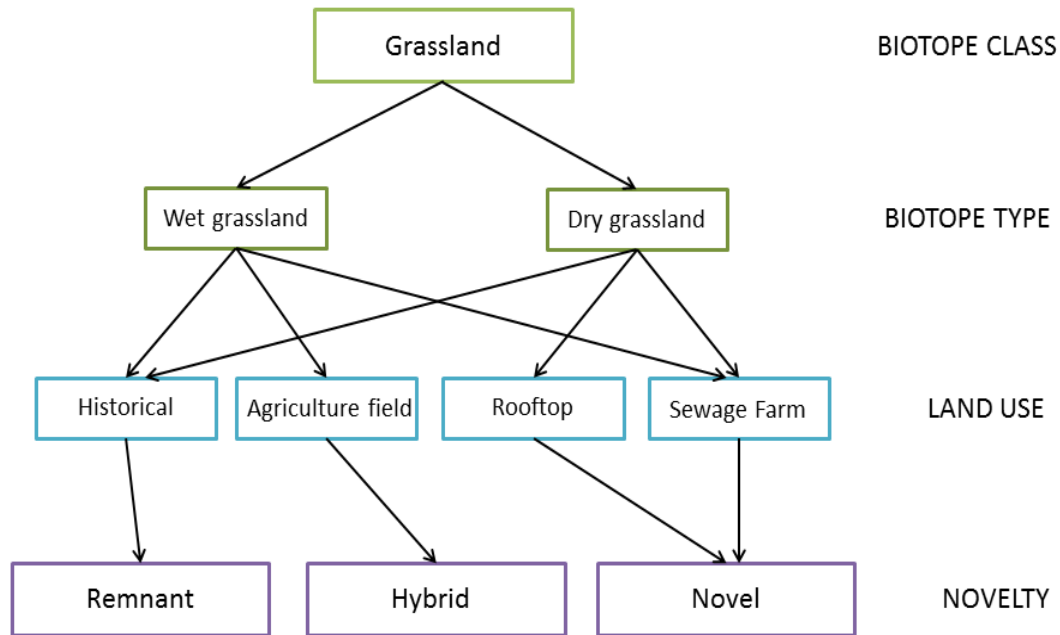 Grassland
BIOTOPE CLASS
Wet grassland
Dry grassland
BIOTOPE TYPE
Historical
Agriculture field
Rooftop
Sewage Farm
LAND USE
Remnant
Hybrid
Novel
NOVELTY